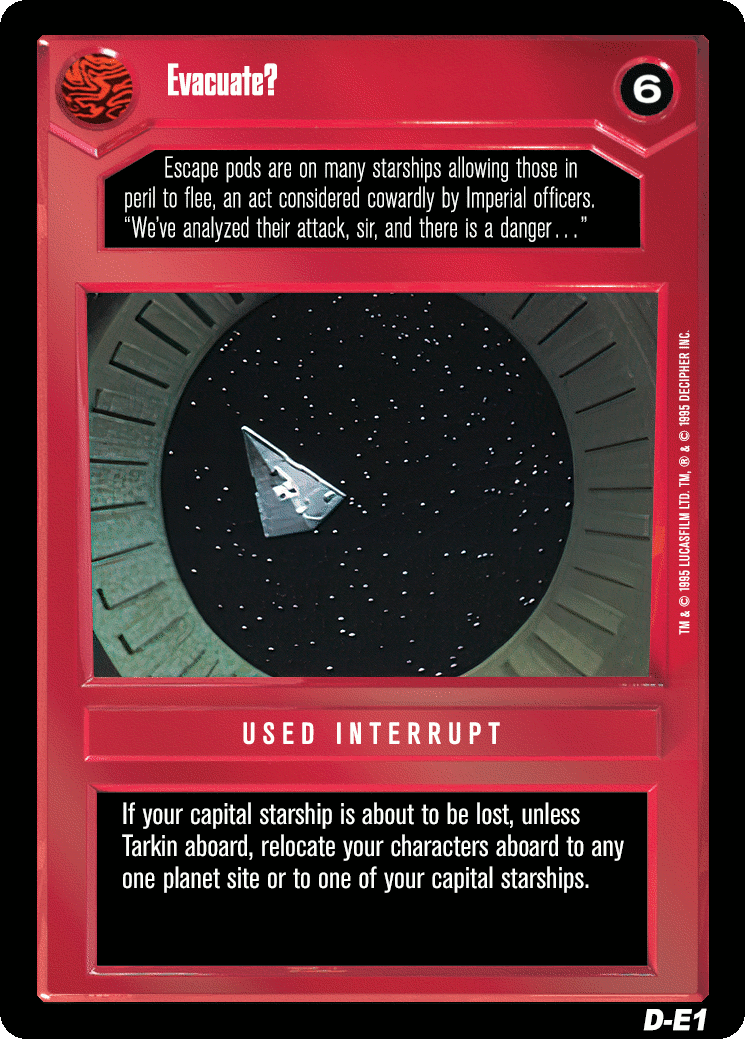 Evacuate?
6
Escape pods are on many starships allowing those in
peril to flee, an act considered cowardly by Imperial officers.
“We’ve analyzed their attack, sir, and there is a danger . . .”
TM & © 1995 LUCASFILM LTD. TM, ® & © 1995 DECIPHER INC.
USED INTERRUPT
If your capital starship is about to be lost, unless
Tarkin aboard, relocate your characters aboard to any
one planet site or to one of your capital starships.
D-E1